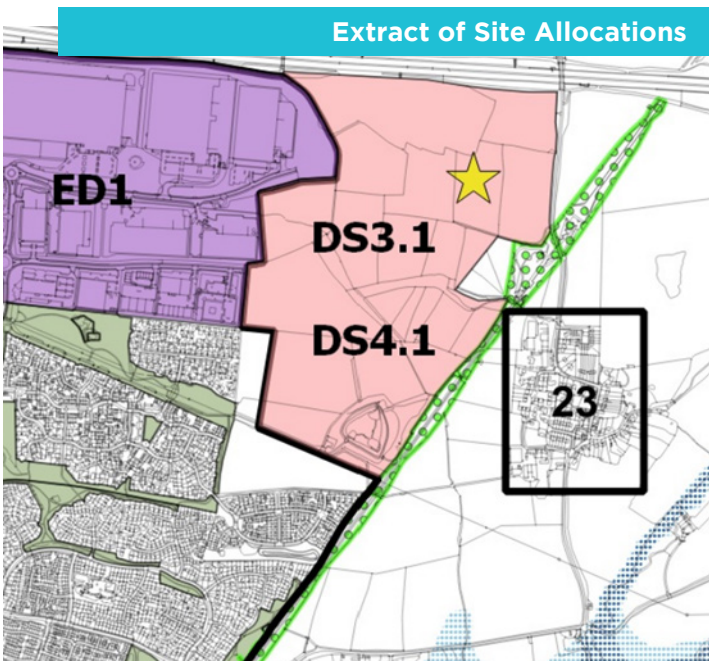 Extract of Site Allocations
ED1
DS3.1
DS4.1
23